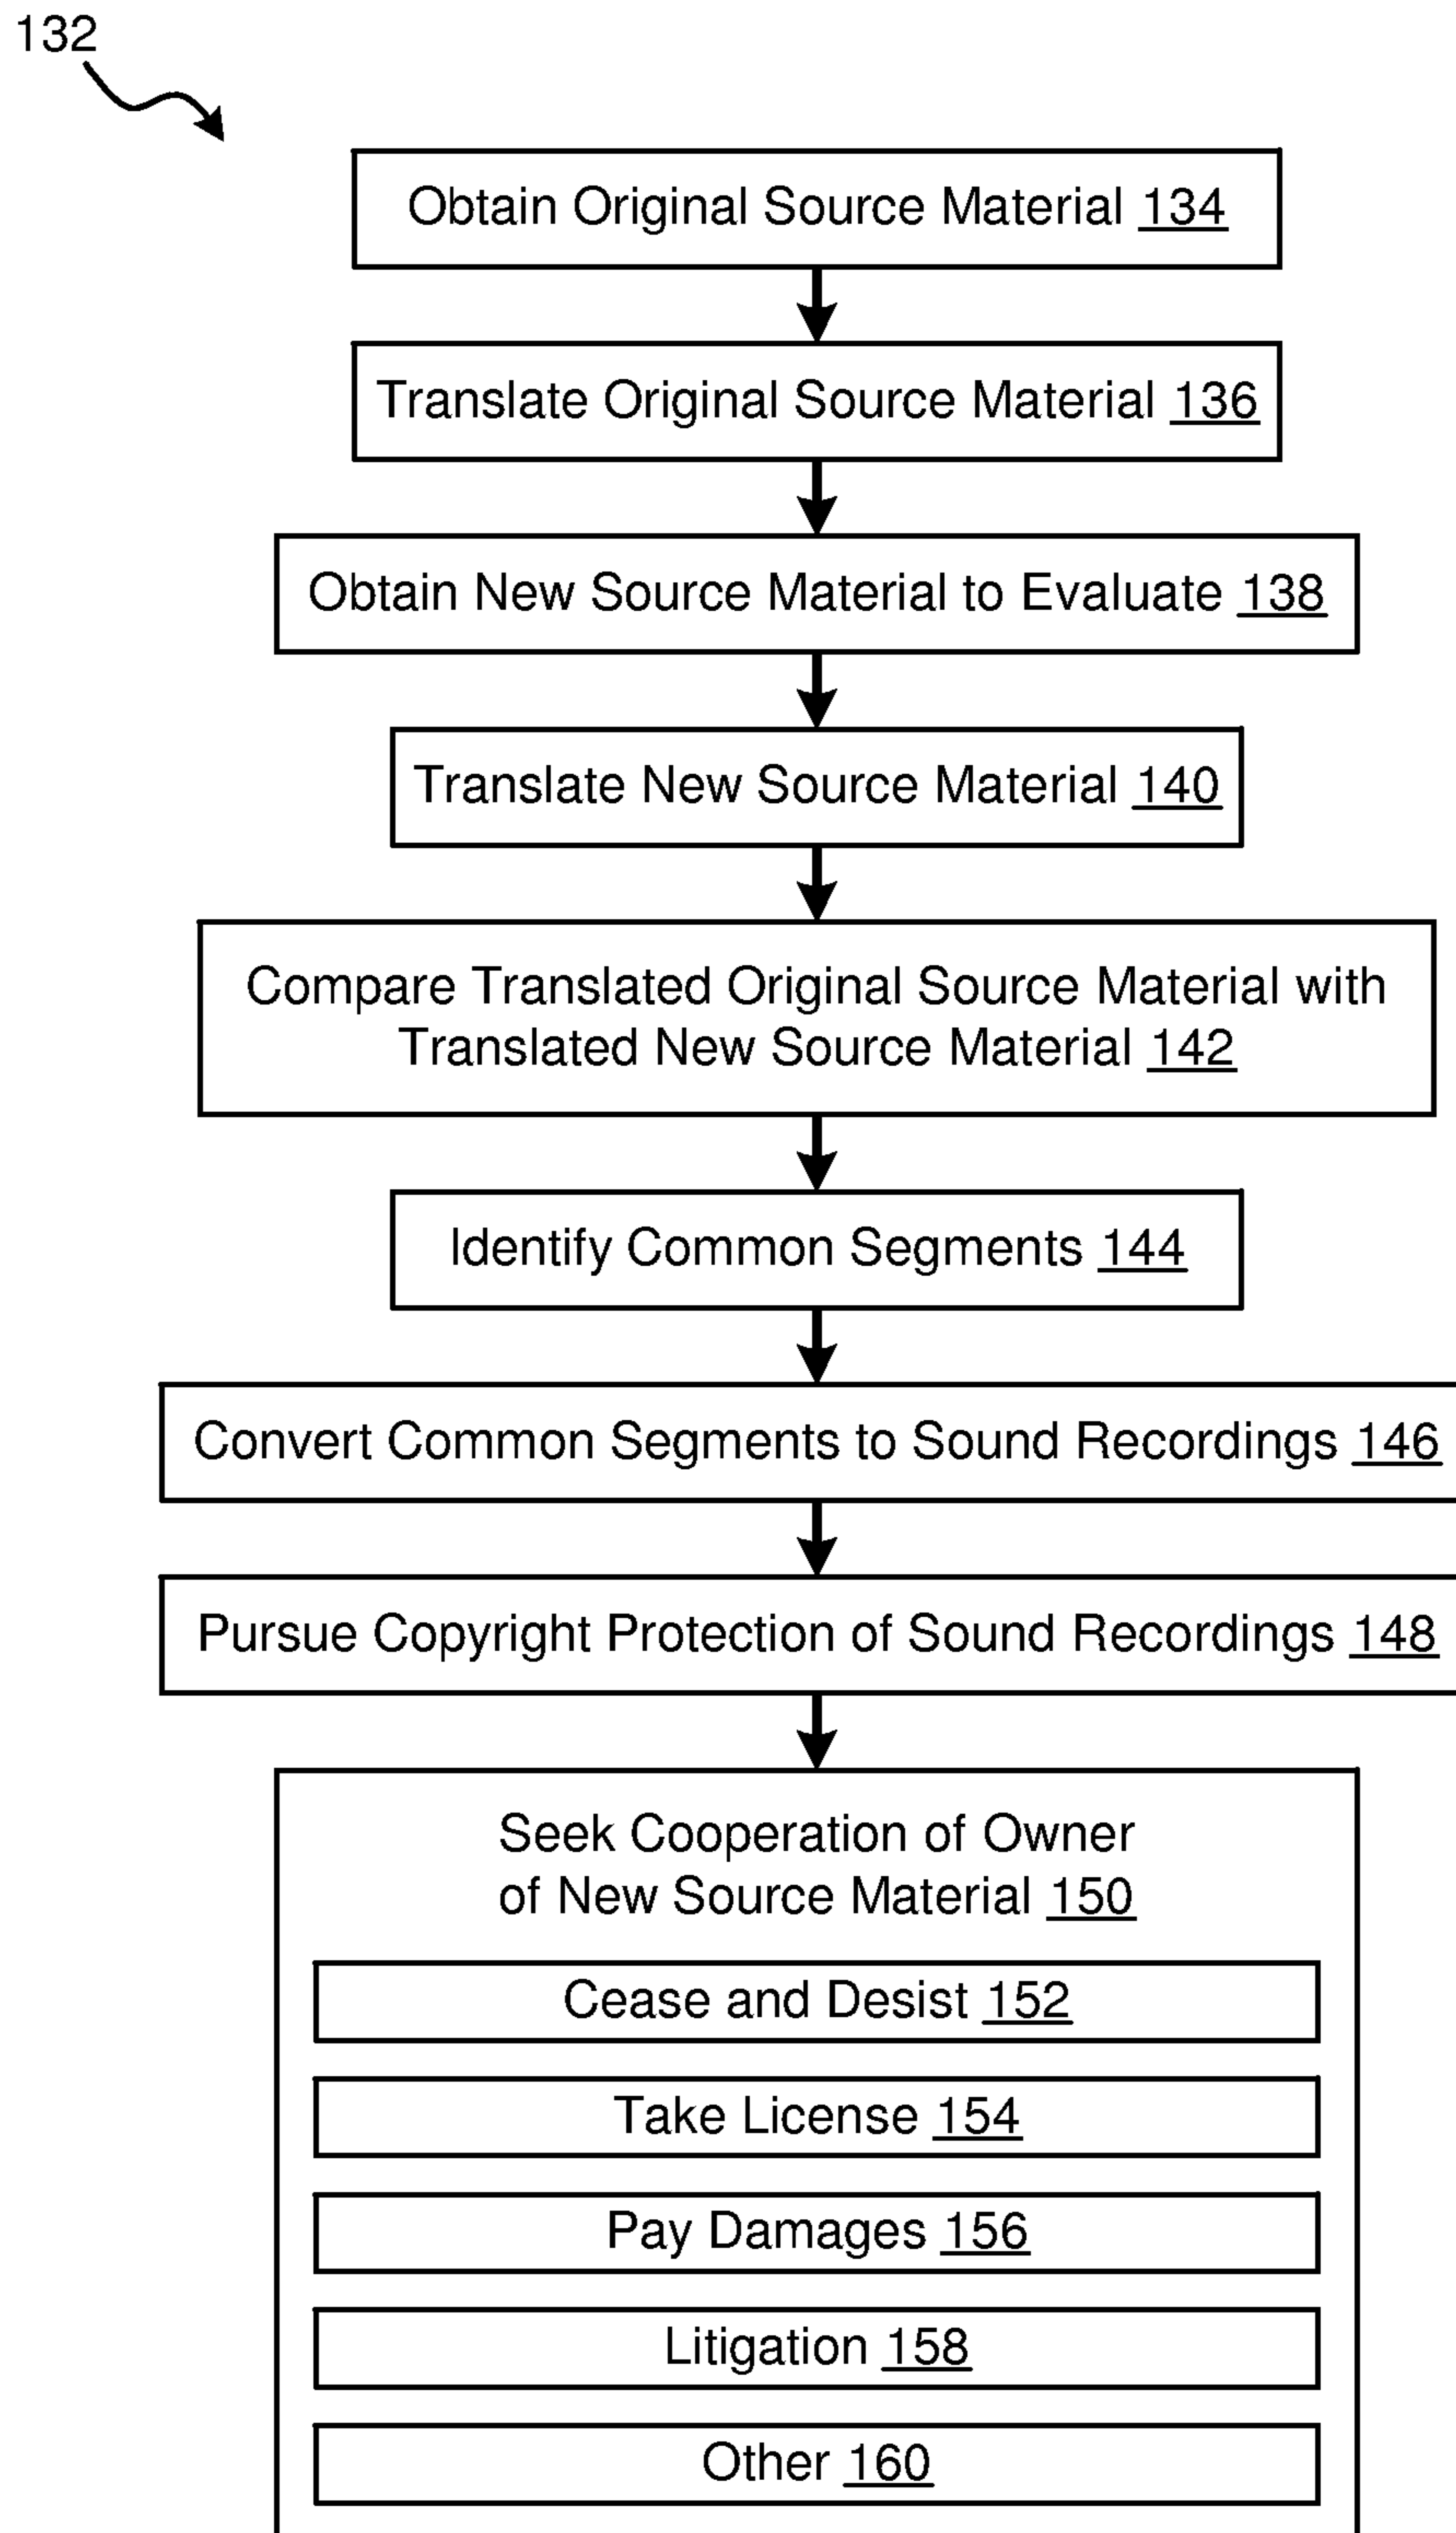 132
Obtain Original Source Material 134
Translate Original Source Material 136
Obtain New Source Material to Evaluate 138
Translate New Source Material 140
Compare Translated Original Source Material with
Translated New Source Material 142
Identify Common Segments 144
Convert Common Segments to Sound Recordings 146
Pursue Copyright Protection of Sound Recordings 148
Seek Cooperation of Owner
of New Source Material 150
Cease and Desist 152
Take License 154
Pay Damages 156
Litigation 158
Other 160